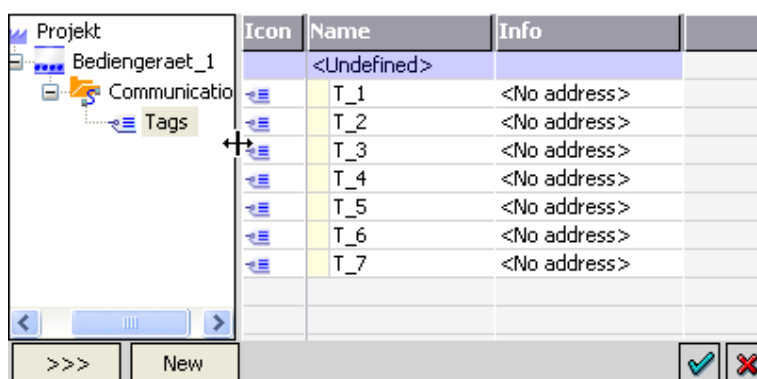 Projekt
Bediengeraet_1
Communicatio
Tags
Icon Name Info
<Undefined>
T_1 <No address>
T_2 <No address>
T_3 <No address>
T_4 <No address>
T_5 <No address>
T_6 <No address>
T_7 <No address>
>>> New